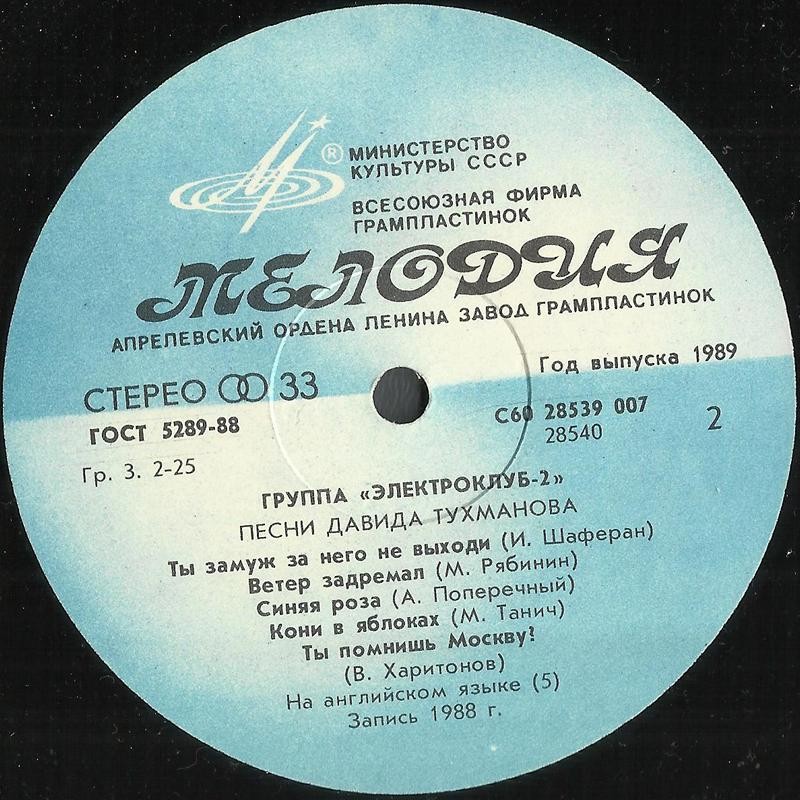 ®
МИНИСТЕРСТВО
КУЛЬТУРЫ СССР
ВСЕСОЮЗНАЯ ФИРМА
ГРАМПЛАСТИНОК
МЕЛОДИЯ
АПРЕЛЕВСКИЙ ОРДЕНА ЛЕНИНА ЗАВОД ГРАМПЛАСТИНОК
Год выпуска 1989
СТЕРЕО 33
ГОСТ 5289-88
С60 28539 007
28540
2
Гр. 3. 2-25
ГРУППА «ЭЛЕКТРОКЛУБ-2»
ПЕСНИ ДАВИДА ТУХМАНОВА
Ты замуж за него не выходи (И. Шаферан)
Ветер задремал (М. Рябинин)
Синяя роза (А. Поперечный)
Кони в яблоках (М. Танич)
Ты помнишь Москву?
(В. Харитонов)
На английском языке (5)
Запись 1988 г.